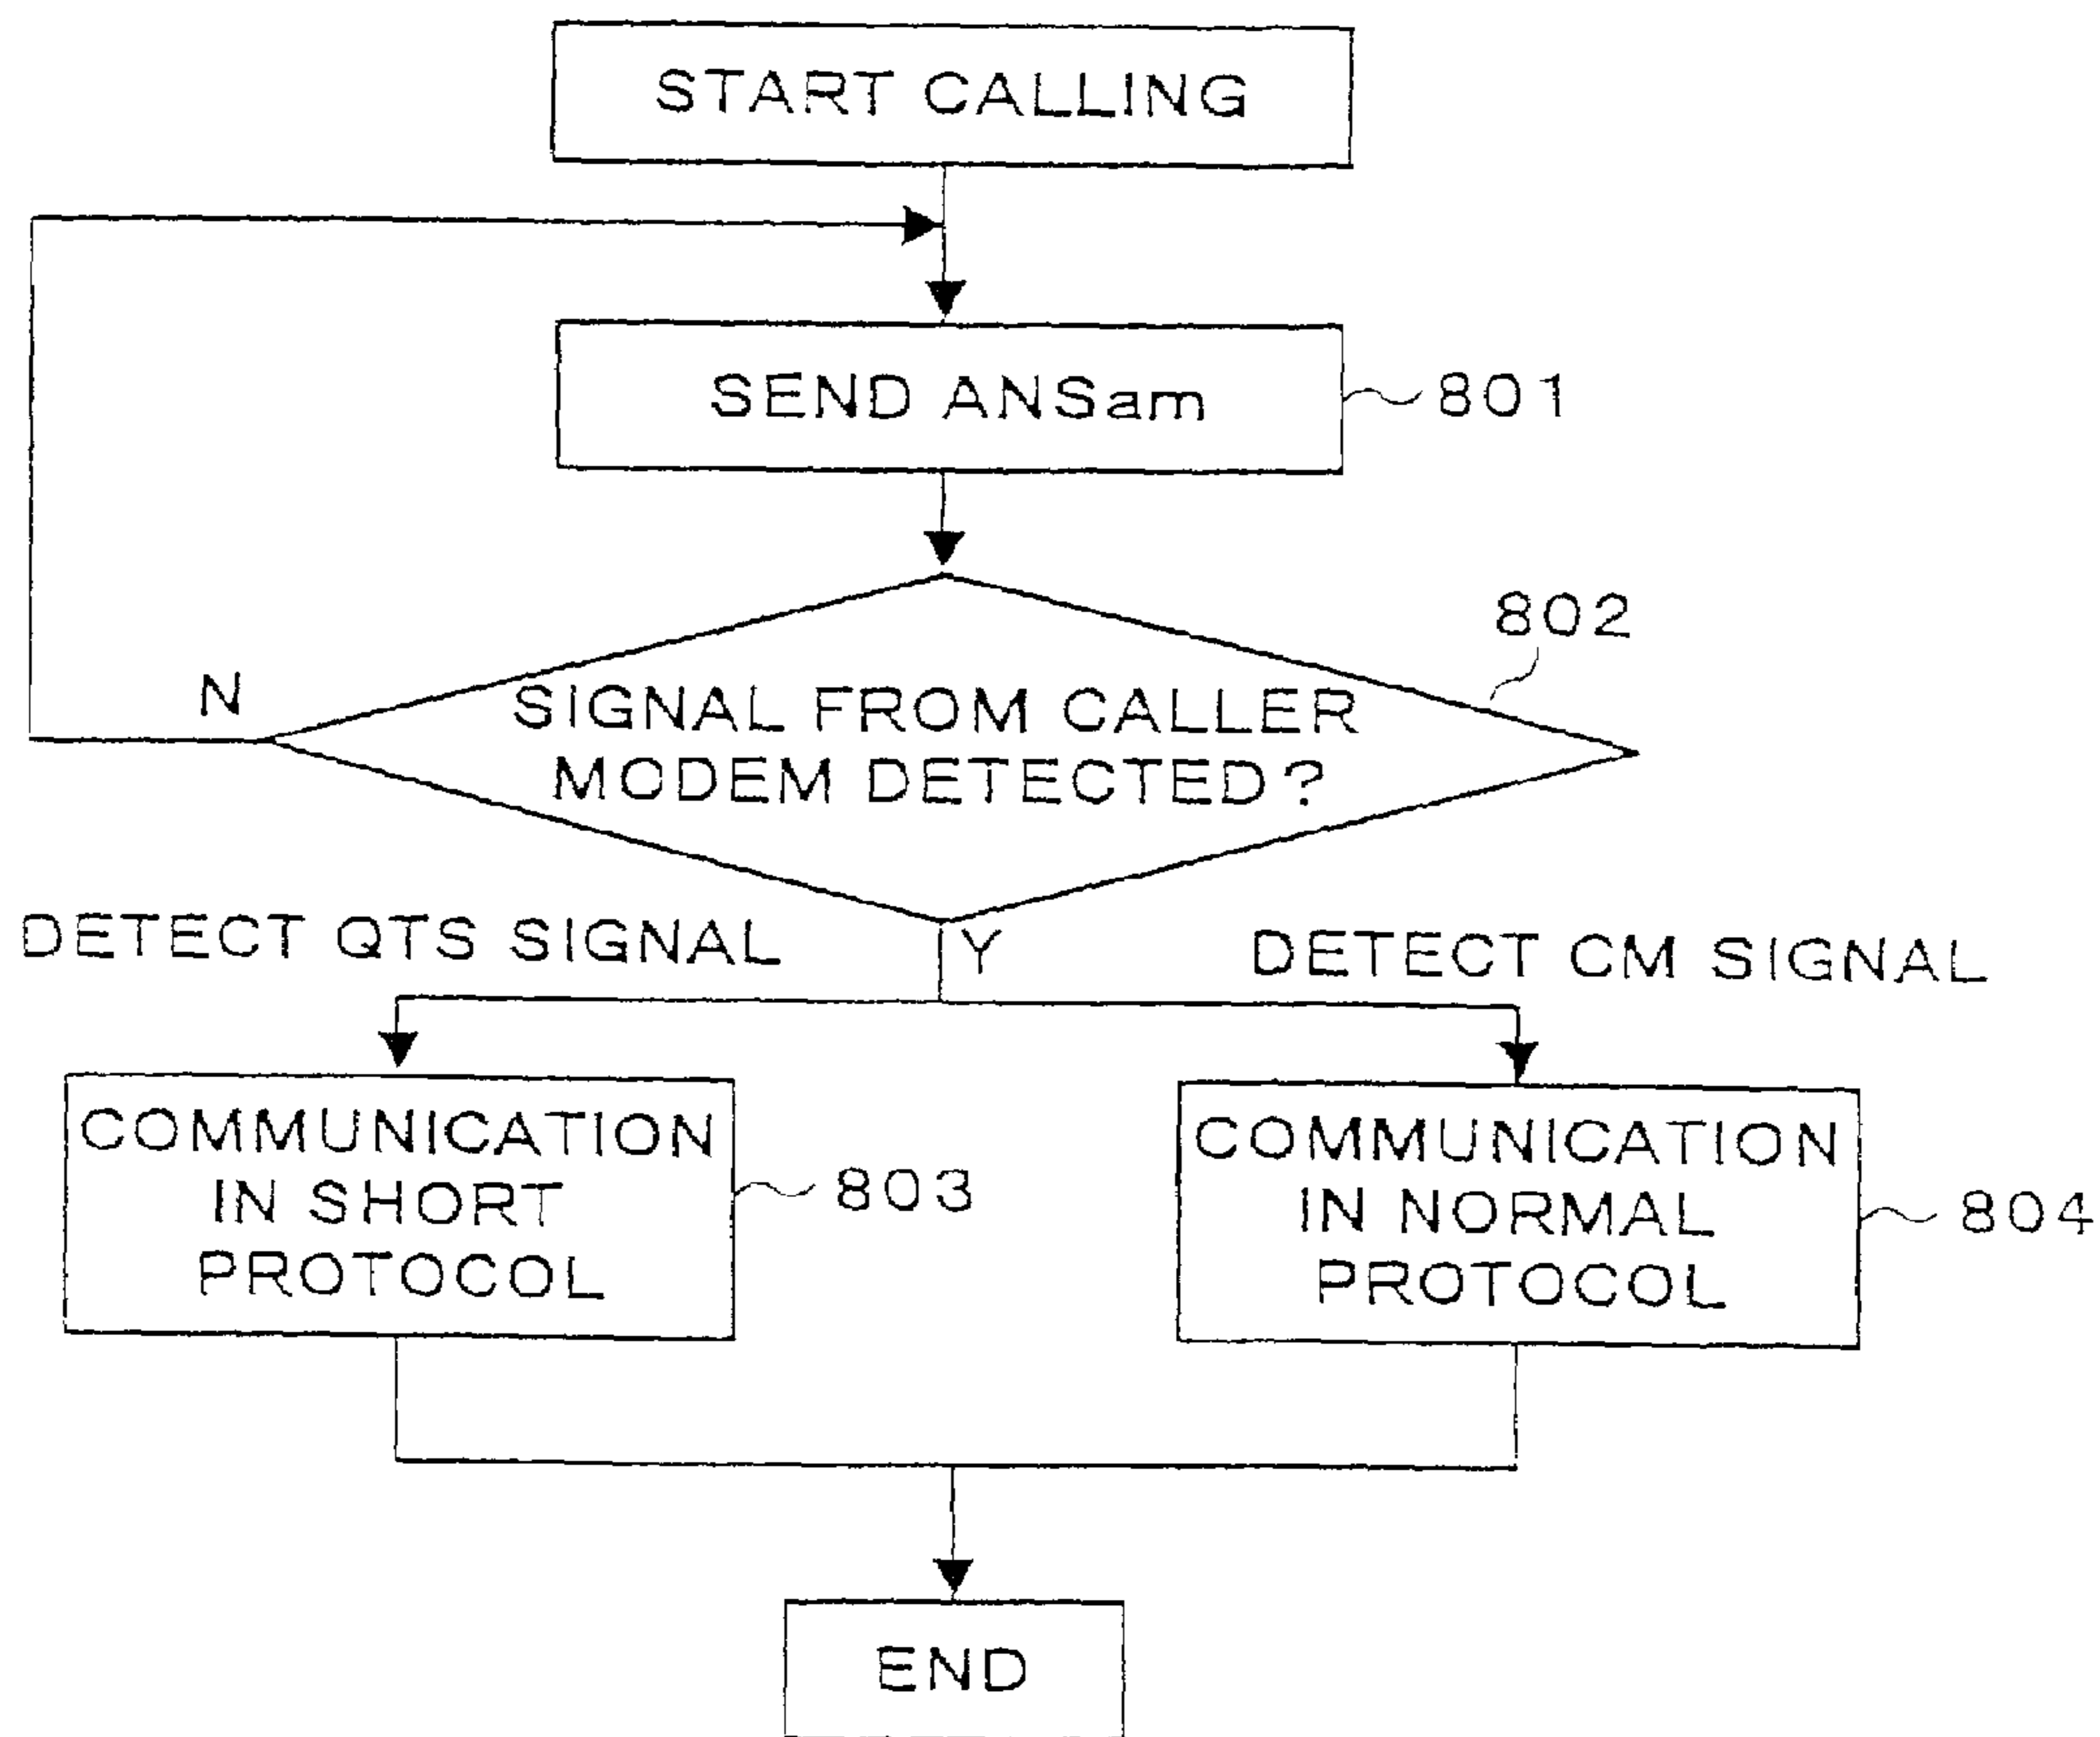 START CALLING
SEND ANSam
801
802
N
SIGNAL FROM CALLER
MODEM DETECTED?
DETECT QTS SIGNAL
Y
DETECT CM SIGNAL
COMMUNICATION
IN SHORT
PROTOCOL
803
COMMUNICATION
IN NORMAL
PROTOCOL
804
END